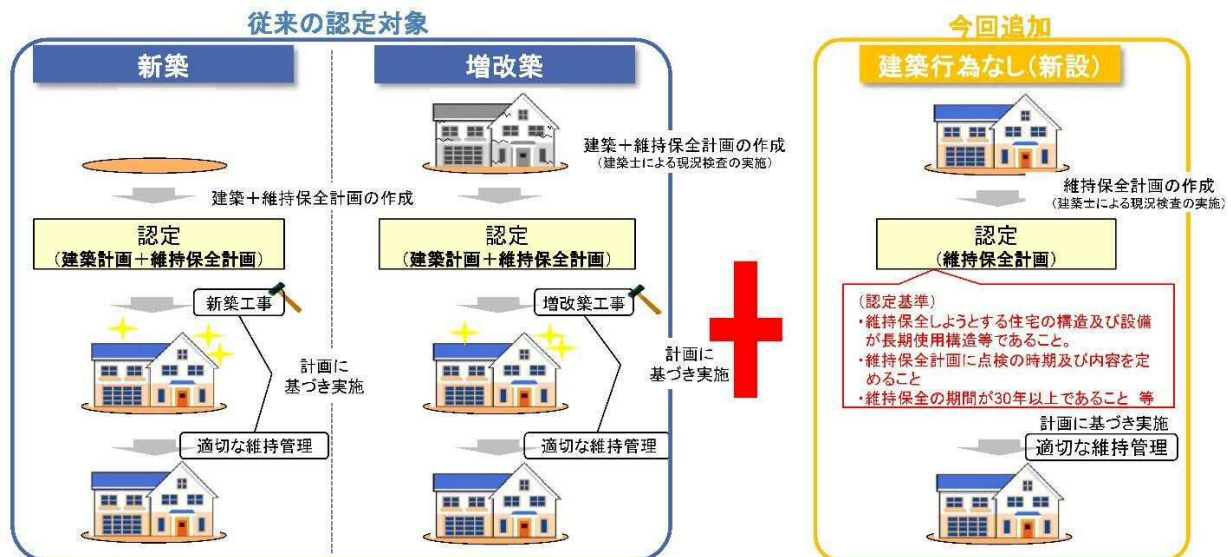 従来の認定対象
新築
建築+維持保全計画の作成
認定
(建築計画+維持保全計画)
新築工事
計画に
基づき実施
適切な維持管理
増改築
建築+維持保全計画の作成
(建築士による現況検査の実施)
認定
(建築計画+維持保全計画)
増改築工事
計画に
基づき実施
適切な維持管理
今回追加
建築行為なし(新設)
維持保全計画の作成
(建築士による現況検査の実施)
認定
(維持保全計画)
(認定基準)
・維持保全しようとする住宅の構造及び設備
が長期使用構造等であること。
・維持保全計画に点検の時期及び内容を定
めること
・維持保全の期間が30年以上であること 等
計画に基づき実施
適切な維持管理